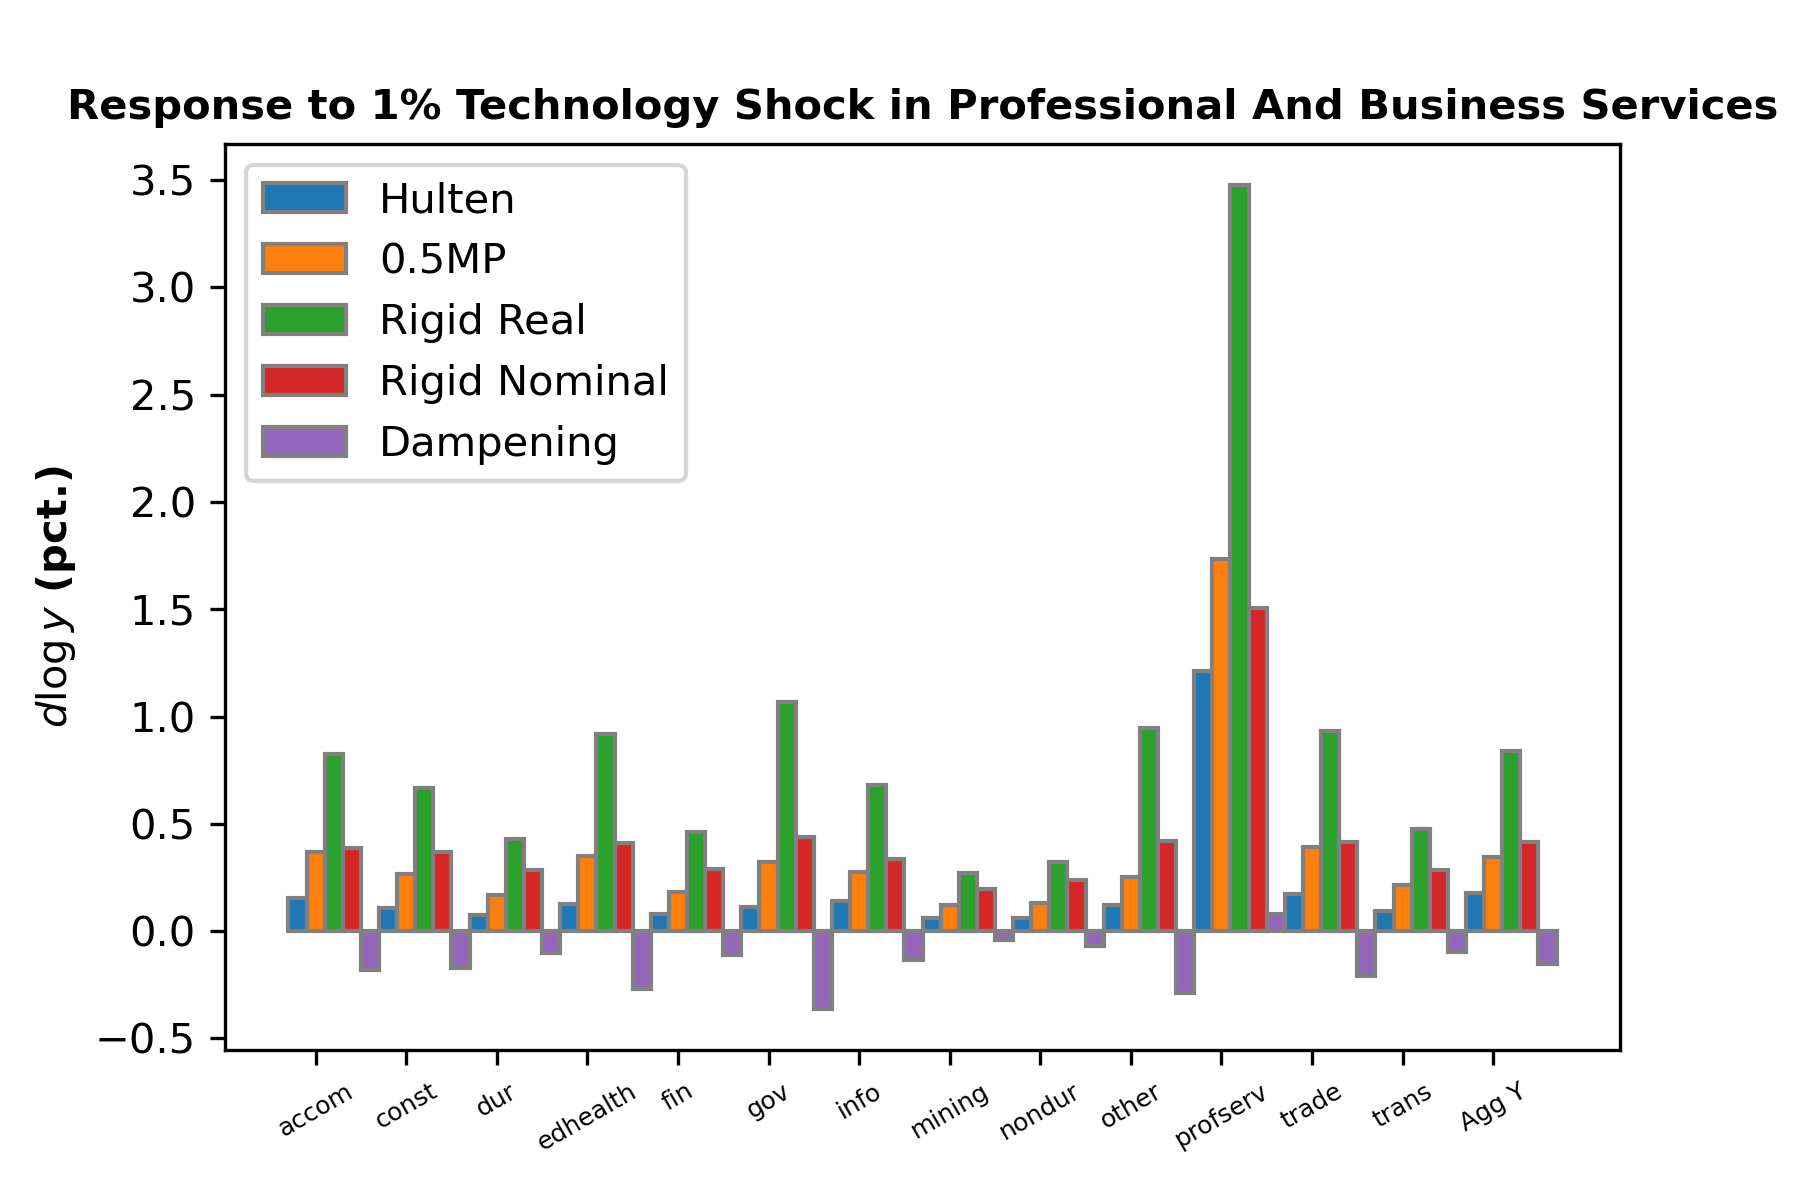 Response to 1% Technology Shock in Professional And Business Services
3.5
3.0
2.5
2.0
1.5
1.0
0.5
0.0
−0.5
dlog y (pct.)
Hulten
0.5MP
Rigid Real
Rigid Nominal
Dampening
accom
const
dur
edhealth
fin
gov
info
mining
nondur
other
profserv
trade
trans
Agg Y